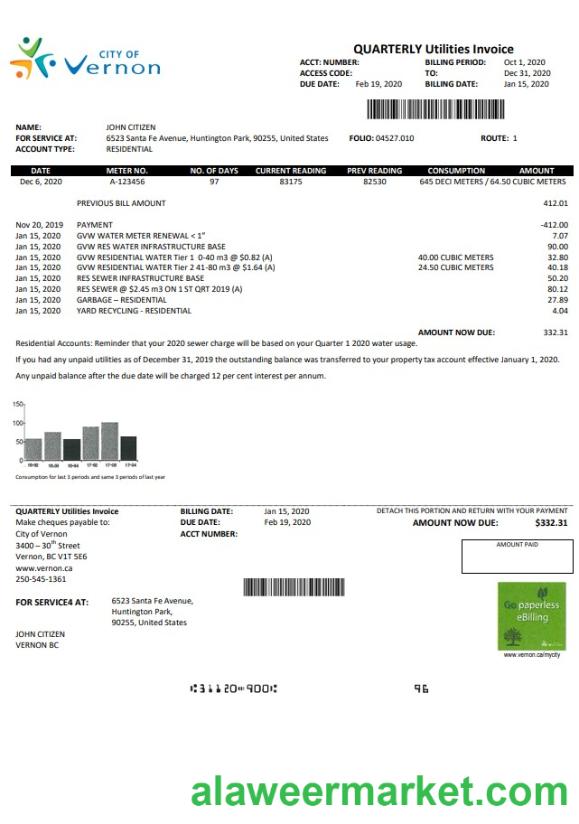 CITY OF
Vernon
QUARTERLY Utilities Invoice
ACCT: NUMBER: BILLING PERIOD: Oct 1, 2020
ACCESS CODE: TO: Dec 31, 2020
DUE DATE: Feb 19, 2020 BILLING DATE: Jan 15, 2020
NAME: JOHN CITIZEN
FOR SERVICE AT: 6523 Santa Fe Avenue, Huntington Park, 90255, United States FOLIO: 04527.010 ROUTE: 1
ACCOUNT TYPE: RESIDENTIAL
DATE METER NO. NO. OF DAYS CURRENT READING PREV READING CONSUMPTION AMOUNT
Dec 6, 2020 A-123456 97 83175 82530 645 DECI METERS / 64.50 CUBIC METERS
PREVIOUS BILL AMOUNT 412.01
Nov 20, 2019 PAYMENT -412.00
Jan 15, 2020 GVW WATER METER RENEWAL < 1" 7.07
Jan 15, 2020 GVW RES WATER INFRASTRUCTURE BASE 90.00
Jan 15, 2020 GVW RESIDENTIAL WATER Tier 1 0-40 m3 @ $0.82 (A) 40.00 CUBIC METERS 32.80
Jan 15, 2020 GVW RESIDENTIAL WATER Tier 2 41-80 m3 @ $1.64 (A) 24.50 CUBIC METERS 40.18
Jan 15, 2020 RES SEWER INFRASTRUCTURE BASE 50.20
Jan 15, 2020 RES SEWER @ $2.45 m3 ON 1 ST QRT 2019 (A) 80.12
Jan 15, 2020 GARBAGE – RESIDENTIAL 27.89
Jan 15, 2020 YARD RECYCLING - RESIDENTIAL 4.04
AMOUNT NOW DUE: 332.31
Residential Accounts: Reminder that your 2020 sewer charge will be based on your Quarter 1 2020 water usage.
If you had any unpaid utilities as of December 31, 2019 the outstanding balance was transferred to your property tax account effective January 1, 2020.
Any unpaid balance after the due date will be charged 12 per cent interest per annum.
150
100
50
0
Consumption for last 3 periods and same 3 periods of last year
QUARTERLY Utilities Invoice BILLING DATE: Jan 15, 2020 DETACH THIS PORTION AND RETURN WITH YOUR PAYMENT
Make cheques payable to: DUE DATE: Feb 19, 2020 AMOUNT NOW DUE: $332.31
City of Vernon ACCT NUMBER:
3400 – 30th Street
Vernon, BC V1T 5E6
www.vernon.ca
250-545-1361
AMOUNT PAID
FOR SERVICE4 AT: 6523 Santa Fe Avenue,
Huntington Park,
90255, United States
JOHN CITIZEN
VERNON BC
Go paperless
eBilling
www.vernon.ca/mycity
⑆31120⑉900⑆ 96
alaweermarket.com